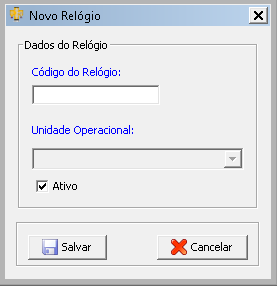 Novo Relógio
Dados do Relógio
Código do Relógio:
Unidade Operacional:
Ativo
Salvar
Cancelar